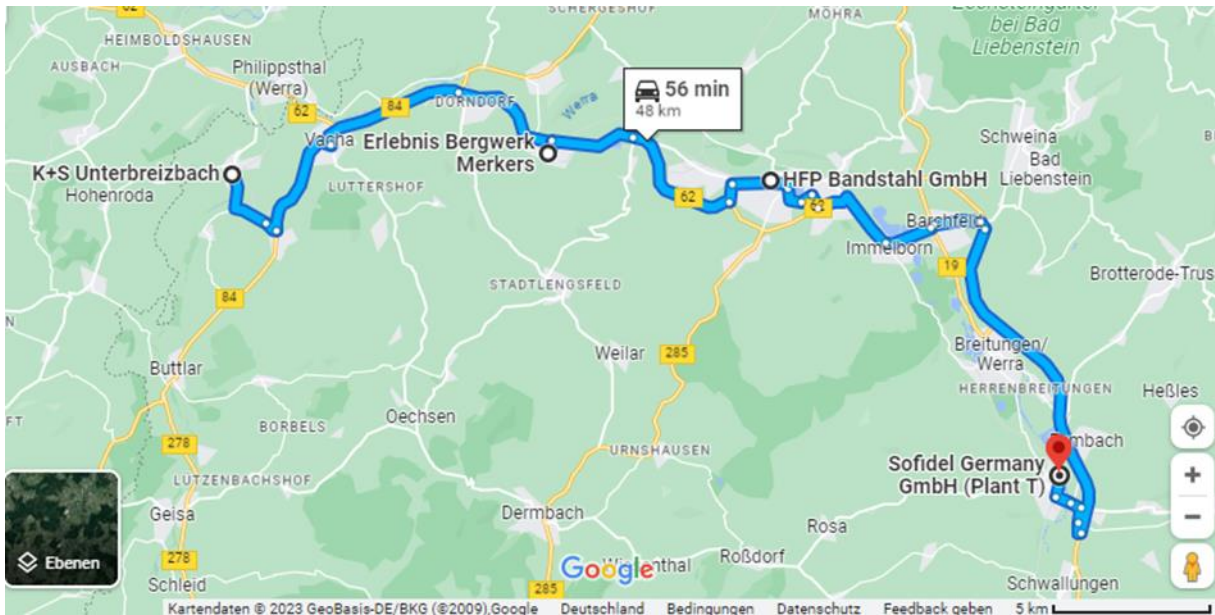 62
SCHERGESHOF
MÖHRA
HEIMBOLDSHAUSEN
bei Bad
Liebenstein
AUSBACH
Philippsthal
(Werra)
56 min
48 km
84
DORNDORF
Werra
62
Schweina
Vacha
Erlebnis Bergwerk
Merkers
Bad
Liebenstein
K+S Unterbreizbach
Hohenroda
LUTTERSHOF
HFP Bandstahl GmbH
62
62
Barchfeld
Immelborn
19
Brotterode-Trus
STADTLENGSFELD
84
Breitungen/
Werra
Weilar
285
Buttlar
HERRENBREITUNGEN
Heßles
Oechsen
BORBELS
278
URNSHAUSEN
Sofidel Germany
GmbH (Plant T)
LÜTZENBACHSHOF
Geisa
Dermbach
Rosa
Ebenen
278
Google
Roßdorf
Schleid
285
Schwallungen
Kartendaten © 2023 GeoBasis-DE/BKG (©2009),Google Deutschland Bedingungen Datenschutz Feedback geben 5 km